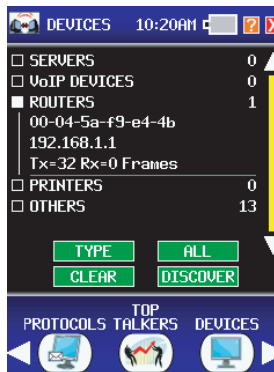 DEVICES 10:20AM ?
SERVERS 0
VoIP DEVICES 0
ROUTERS 1
00-04-5a-f9-e4-4b
192.168.1.1
Tx=32 Rx=0 Frames
PRINTERS 0
OTHERS 13
TYPE ALL
CLEAR DISCOVER
PROTOCOLS TOP TALKERS DEVICES